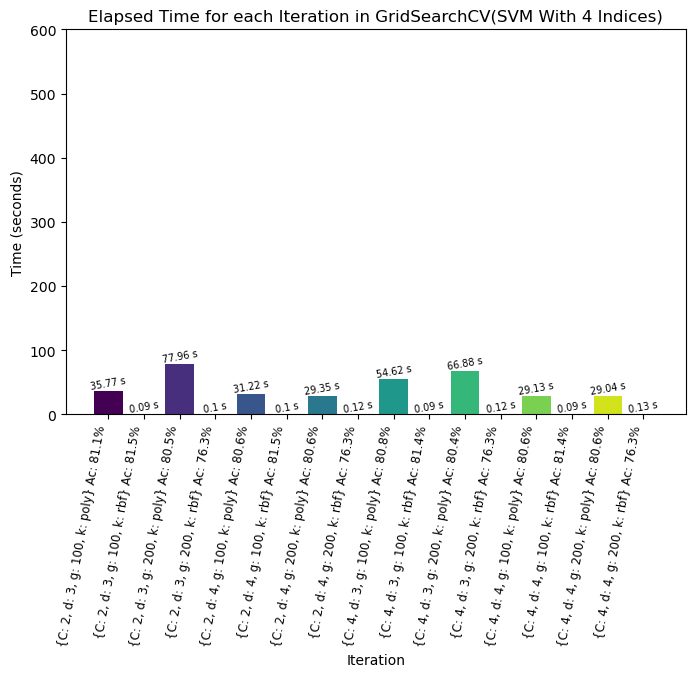 Elapsed Time for each Iteration in GridSearchCV(SVM With 4 Indices)
Time (seconds)
600
500
400
300
200
100
0
35.77 s
0.09 s
77.96 s
0.1 s
31.22 s
0.1 s
29.35 s
0.12 s
54.62 s
0.09 s
66.88 s
0.12 s
29.13 s
0.09 s
29.04 s
0.13 s
{C: 2, d: 3, g: 100, k: poly} Ac: 81.1%
{C: 2, d: 3, g: 100, k: rbf} Ac: 81.5%
{C: 2, d: 3, g: 200, k: poly} Ac: 80.5%
{C: 2, d: 3, g: 200, k: rbf} Ac: 76.3%
{C: 2, d: 4, g: 100, k: poly} Ac: 80.6%
{C: 2, d: 4, g: 100, k: rbf} Ac: 81.5%
{C: 2, d: 4, g: 200, k: poly} Ac: 80.6%
{C: 2, d: 4, g: 200, k: rbf} Ac: 76.3%
{C: 4, d: 3, g: 100, k: poly} Ac: 80.8%
{C: 4, d: 3, g: 100, k: rbf} Ac: 81.4%
{C: 4, d: 3, g: 200, k: poly} Ac: 80.4%
{C: 4, d: 3, g: 200, k: rbf} Ac: 76.3%
{C: 4, d: 4, g: 100, k: poly} Ac: 80.6%
{C: 4, d: 4, g: 100, k: rbf} Ac: 81.4%
{C: 4, d: 4, g: 200, k: poly} Ac: 80.6%
{C: 4, d: 4, g: 200, k: rbf} Ac: 76.3%
Iteration